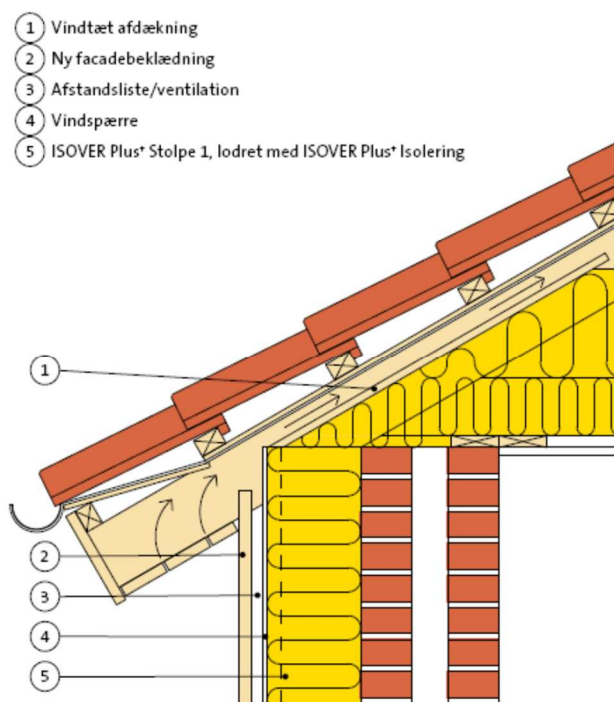 1 Vindtæt afdækning
2 Ny facadebeklædning
3 Afstandsliste/ventilation
4 Vindspærre
5 ISOVER Plus⁺ Stolpe 1, lodret med ISOVER Plus⁺ Isolering
1
2
3
4
5